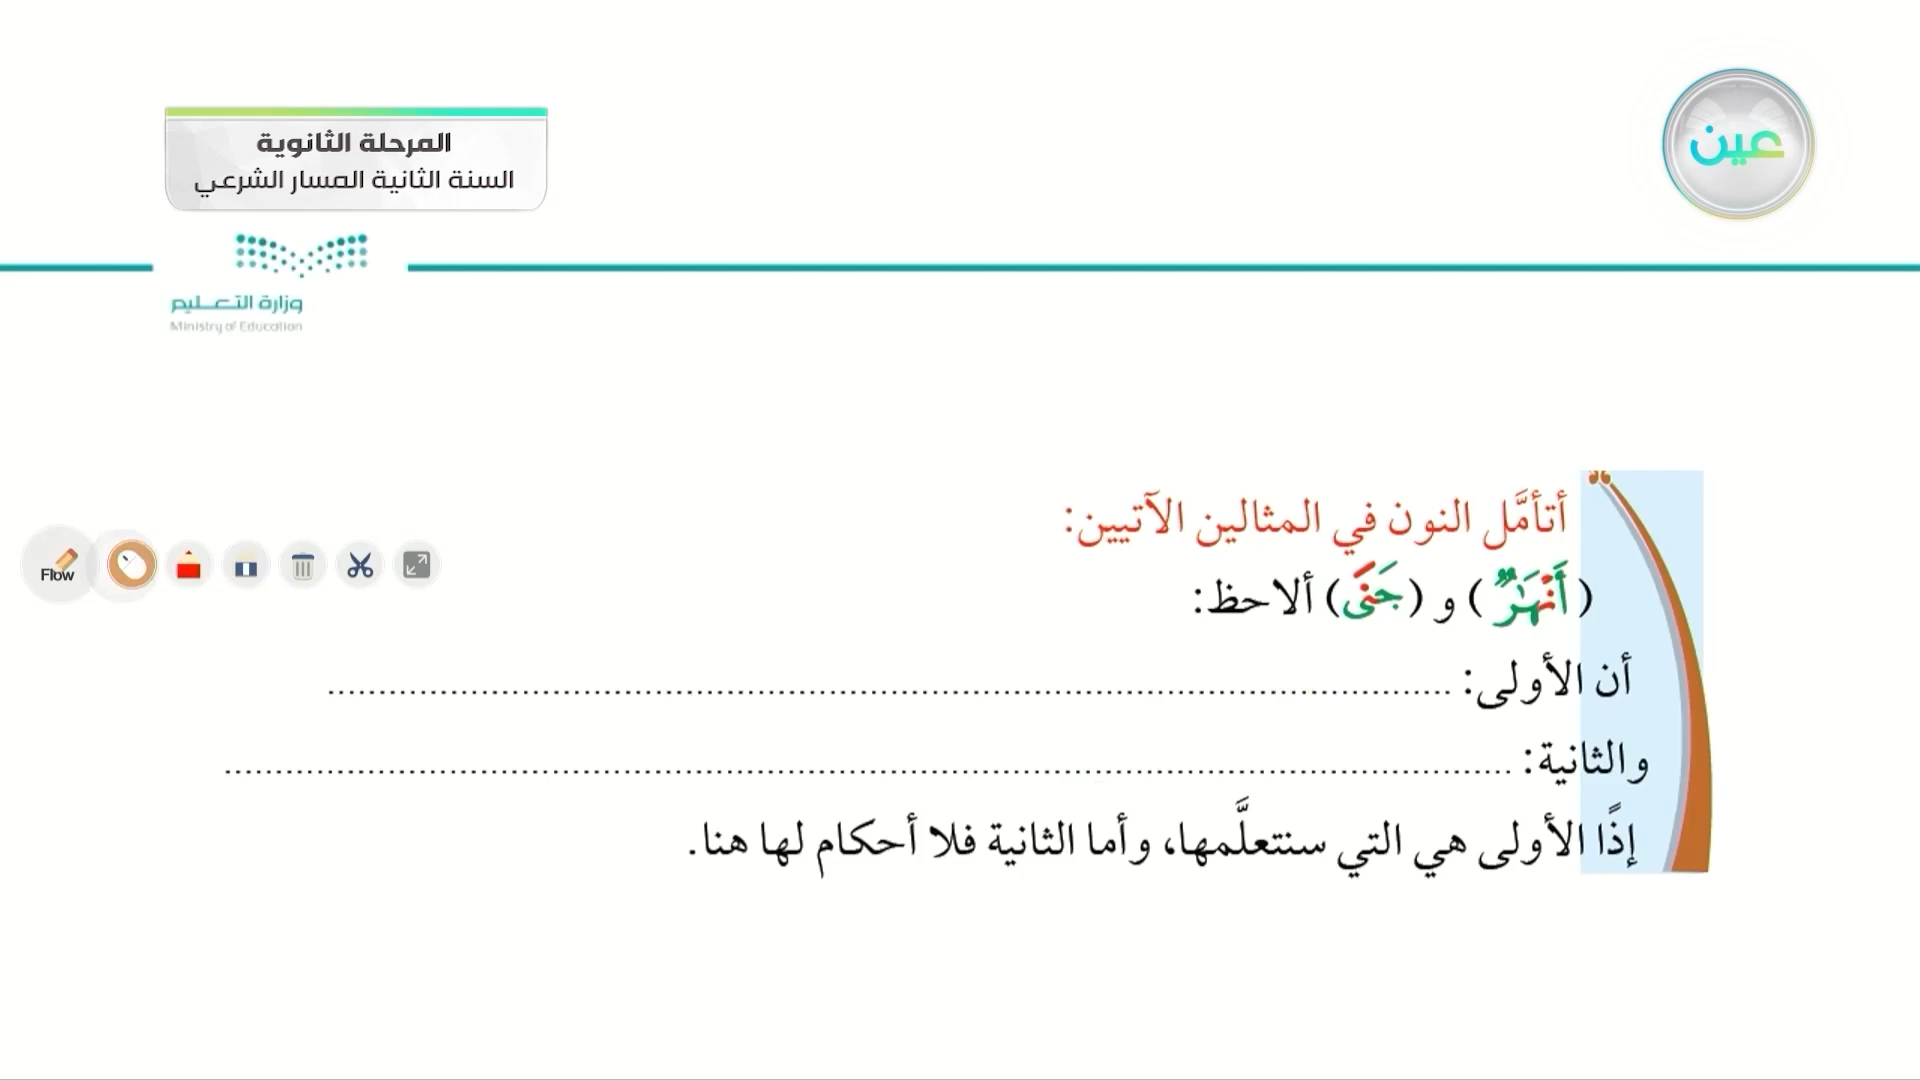 عين
المرحلة الثانوية
السنة الثانية المسار الشرعي
وزارة التعليم
Ministry of Education
أتأمَّل النون في المثالين الآتيين:
(أَنْهَٰرٌ) و (جَنَى) ألاحظ:
أن الأولى: ................................................................
والثانية: ................................................................
إذًا الأولى هي التي سنتعلَّمها، وأما الثانية فلا أحكام لها هنا.
Flow